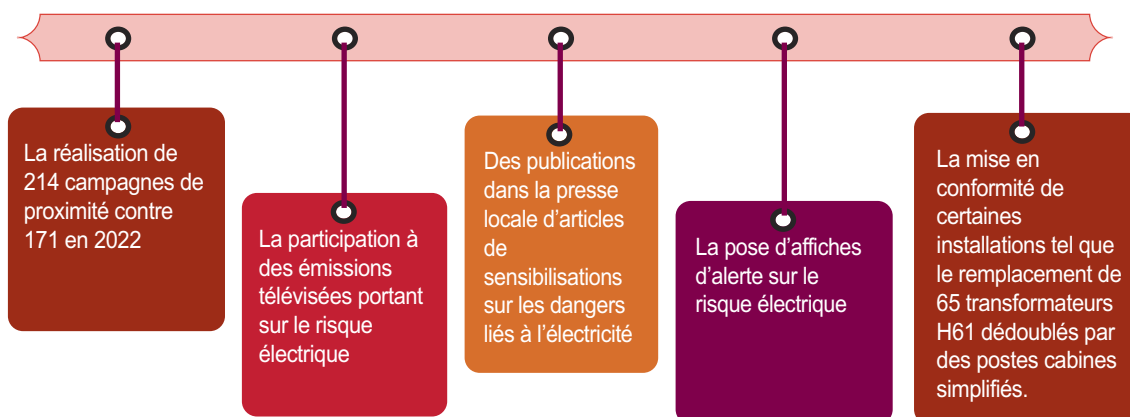 La réalisation de
214 campagnes de
proximité contre
171 en 2022
La participation à
des émissions
télévisées portant
sur le risque
électrique
Des publications
dans la presse
locale d’articles
de
sensibilisations
sur les dangers
liés à l’électricité
La pose d’affiches
d’alerte sur le
risque électrique
La mise en
conformité de
certaines
installations tel que
le remplacement de
65 transformateurs
H61 dédoublés par
des postes cabines
simplifiés.